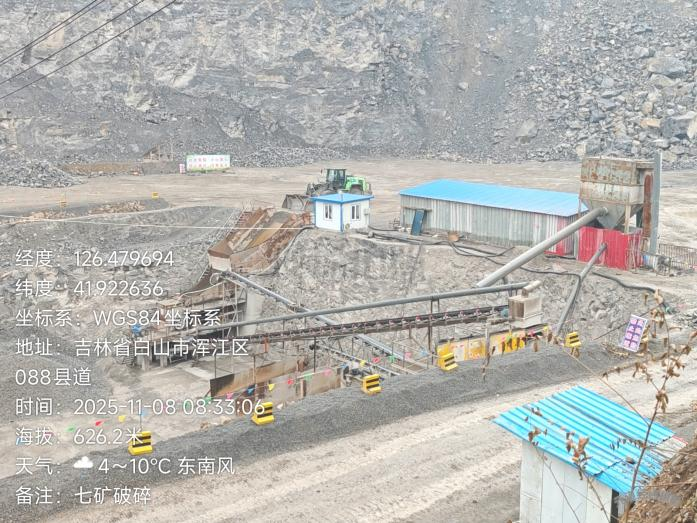 经度：126.479694
纬度：41.922636
坐标系：WGS84坐标系
地址：吉林省白山市浑江区
088县道
时间：2025-11-08 08:33:06
海拔：626.2米
天气：🌧 4~10℃ 东南风
备注：七矿破碎